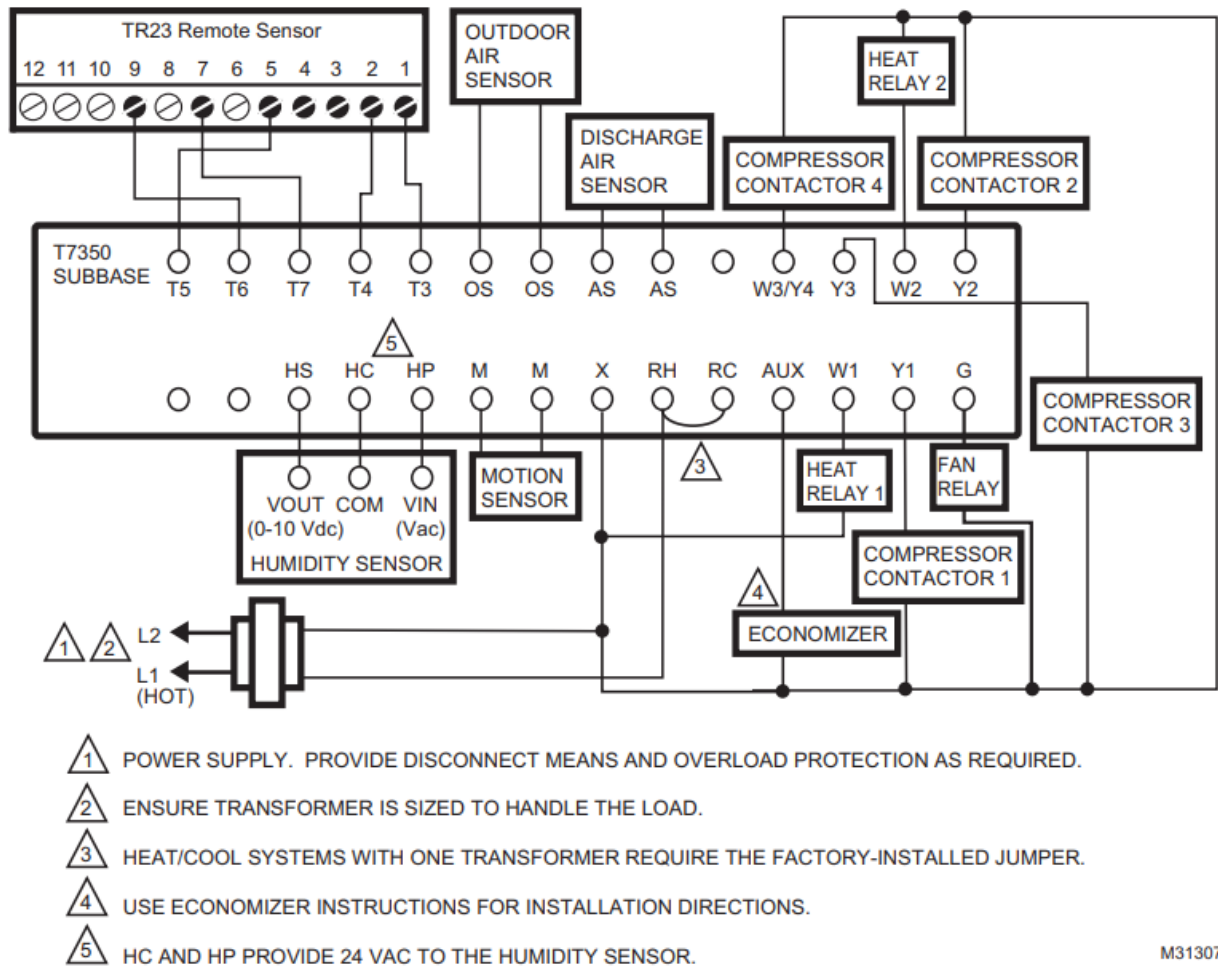 TR23 Remote Sensor
12 11 10 9 8 7 6 5 4 3 2 1
OUTDOOR
AIR
SENSOR
DISCHARGE
AIR
SENSOR
HEAT
RELAY 2
COMPRESSOR
CONTACTOR 4
COMPRESSOR
CONTACTOR 2
T7350
SUBBASE
T5 T6 T7 T4 T3 OS OS AS AS W3/Y4 Y3 W2 Y2
5
HS HC HP M M X RH RC AUX W1 Y1 G
COMPRESSOR
CONTACTOR 3
3
VOUT COM VIN
(0-10 Vdc) (Vac)
HUMIDITY SENSOR
MOTION
SENSOR
HEAT
RELAY 1
FAN
RELAY
COMPRESSOR
CONTACTOR 1
4
ECONOMIZER
1 2 L2
L1
(HOT)
1 POWER SUPPLY. PROVIDE DISCONNECT MEANS AND OVERLOAD PROTECTION AS REQUIRED.
2 ENSURE TRANSFORMER IS SIZED TO HANDLE THE LOAD.
3 HEAT/COOL SYSTEMS WITH ONE TRANSFORMER REQUIRE THE FACTORY-INSTALLED JUMPER.
4 USE ECONOMIZER INSTRUCTIONS FOR INSTALLATION DIRECTIONS.
5 HC AND HP PROVIDE 24 VAC TO THE HUMIDITY SENSOR.
M31307